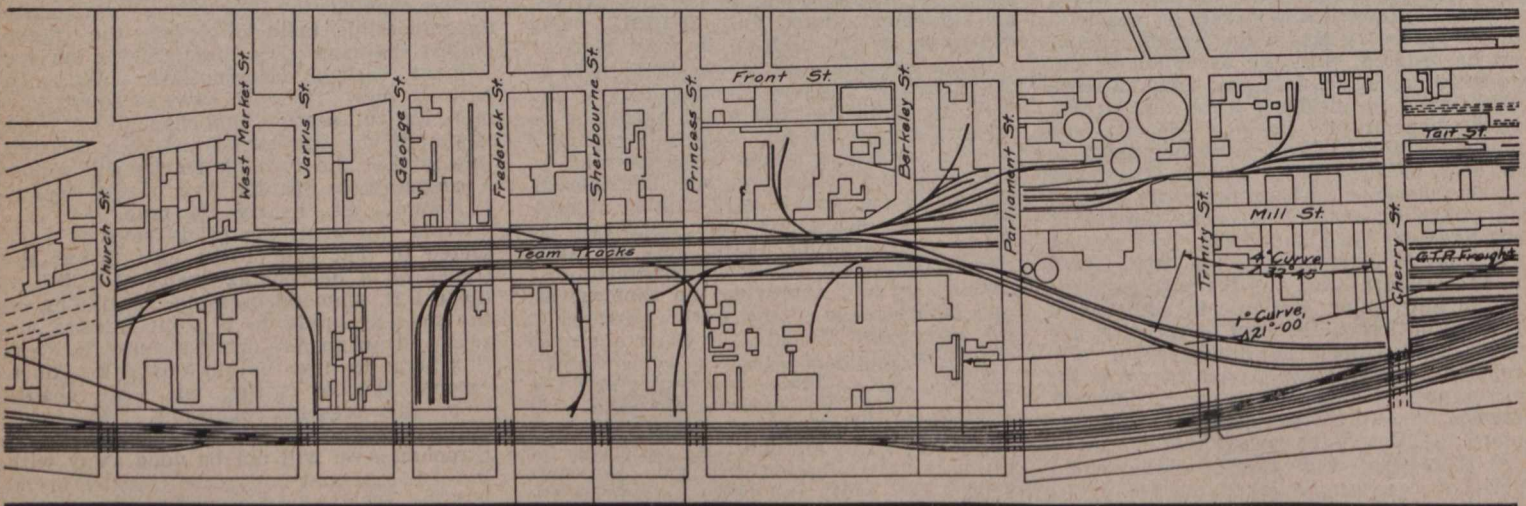 Church St.
West Market St.
Jarvis St.
George St.
Frederick St.
Sherbourne St.
Princess St.
Front St.
Berkeley St.
Parliament St.
Trinity St.
Mill St.
Cherry St.
Tait St.
Team Tracks
4° Curve,
Δ 32°-45'
1° Curve,
Δ21°-00'
G.T.R. Freight